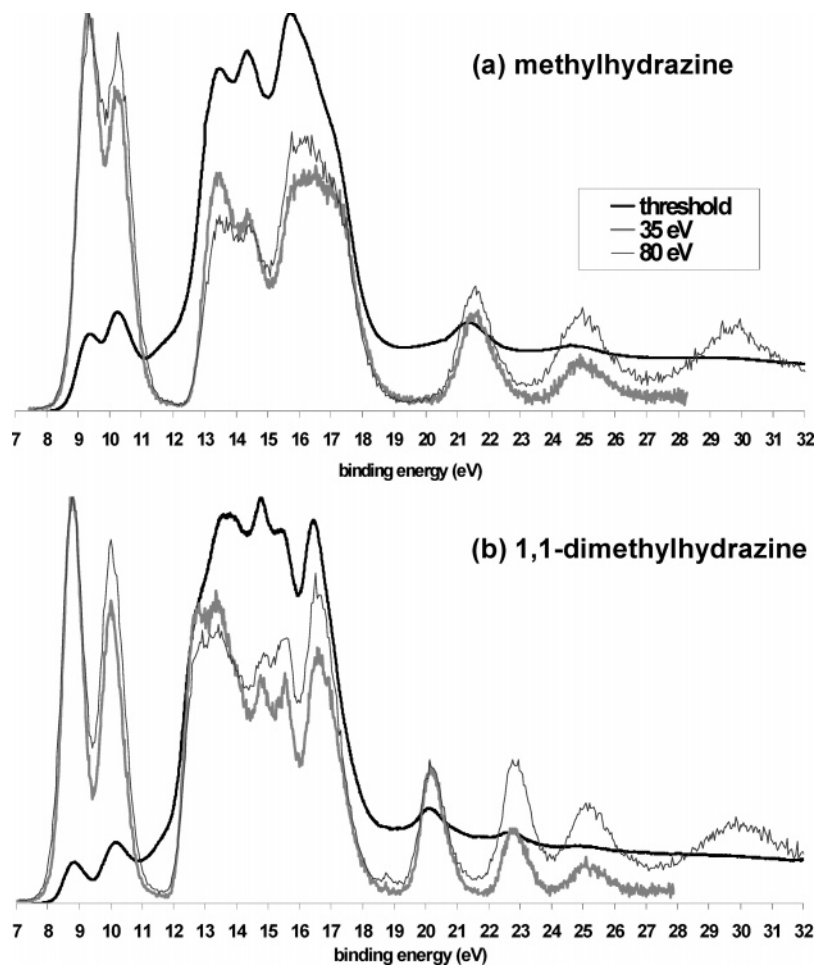 (a) methylhydrazine
threshold
35 eV
80 eV
7 8 9 10 11 12 13 14 15 16 17 18 19 20 21 22 23 24 25 26 27 28 29 30 31 32
binding energy (eV)
(b) 1,1-dimethylhydrazine
7 8 9 10 11 12 13 14 15 16 17 18 19 20 21 22 23 24 25 26 27 28 29 30 31 32
binding energy (eV)